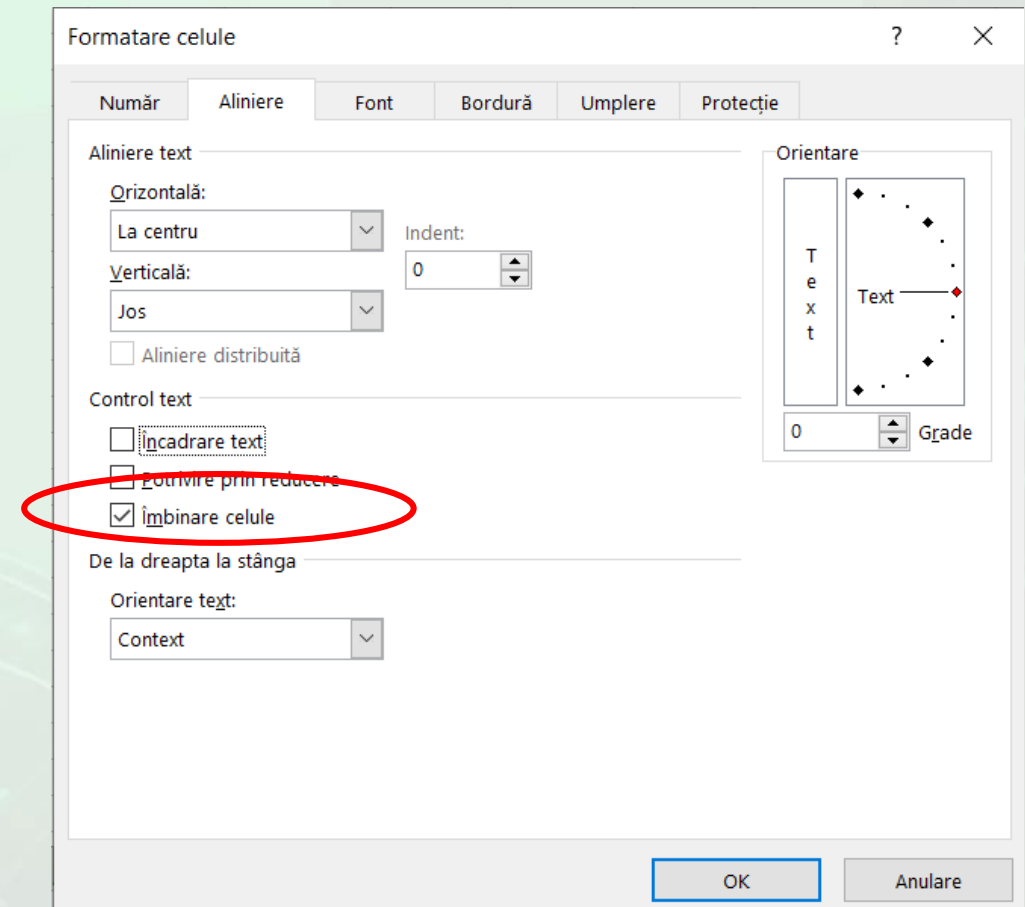 Formatare celule
?
Număr Aliniere Font Bordură Umplere Protecție
Aliniere text
Orizontală:
La centru
Indent:
0
Verticală:
Jos
Aliniere distribuită
Control text
Încadrare text
Potrivire prin reducere
Îmbinare celule
De la dreapta la stânga
Orientare text:
Context
Orientare
Text
Text
0 Grade
OK Anulare